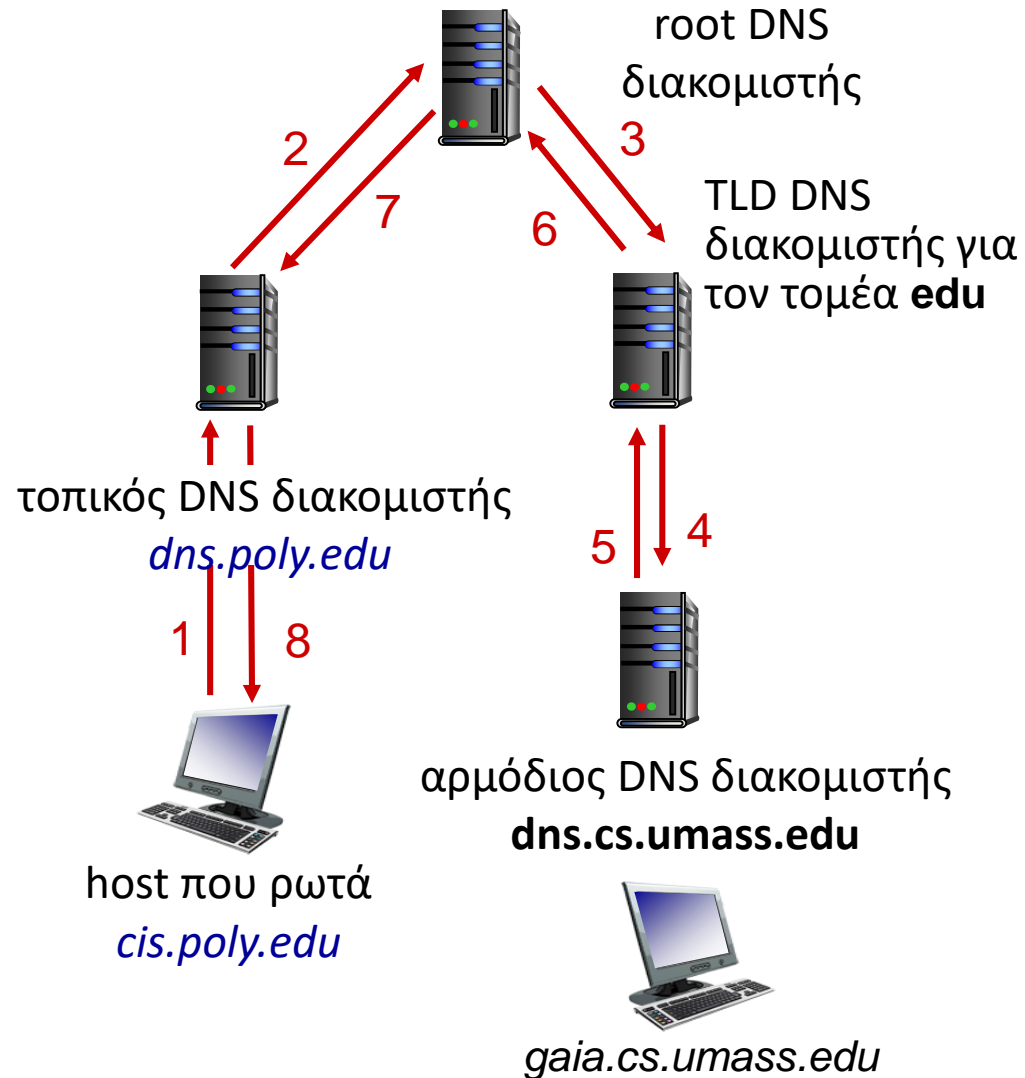 root DNS
διακομιστής
2
3
7
6
TLD DNS
διακομιστής για
τον τομέα edu
τοπικός DNS διακομιστής
dns.poly.edu
5
4
1
8
αρμόδιος DNS διακομιστής
dns.cs.umass.edu
host που ρωτά
cis.poly.edu
gaia.cs.umass.edu